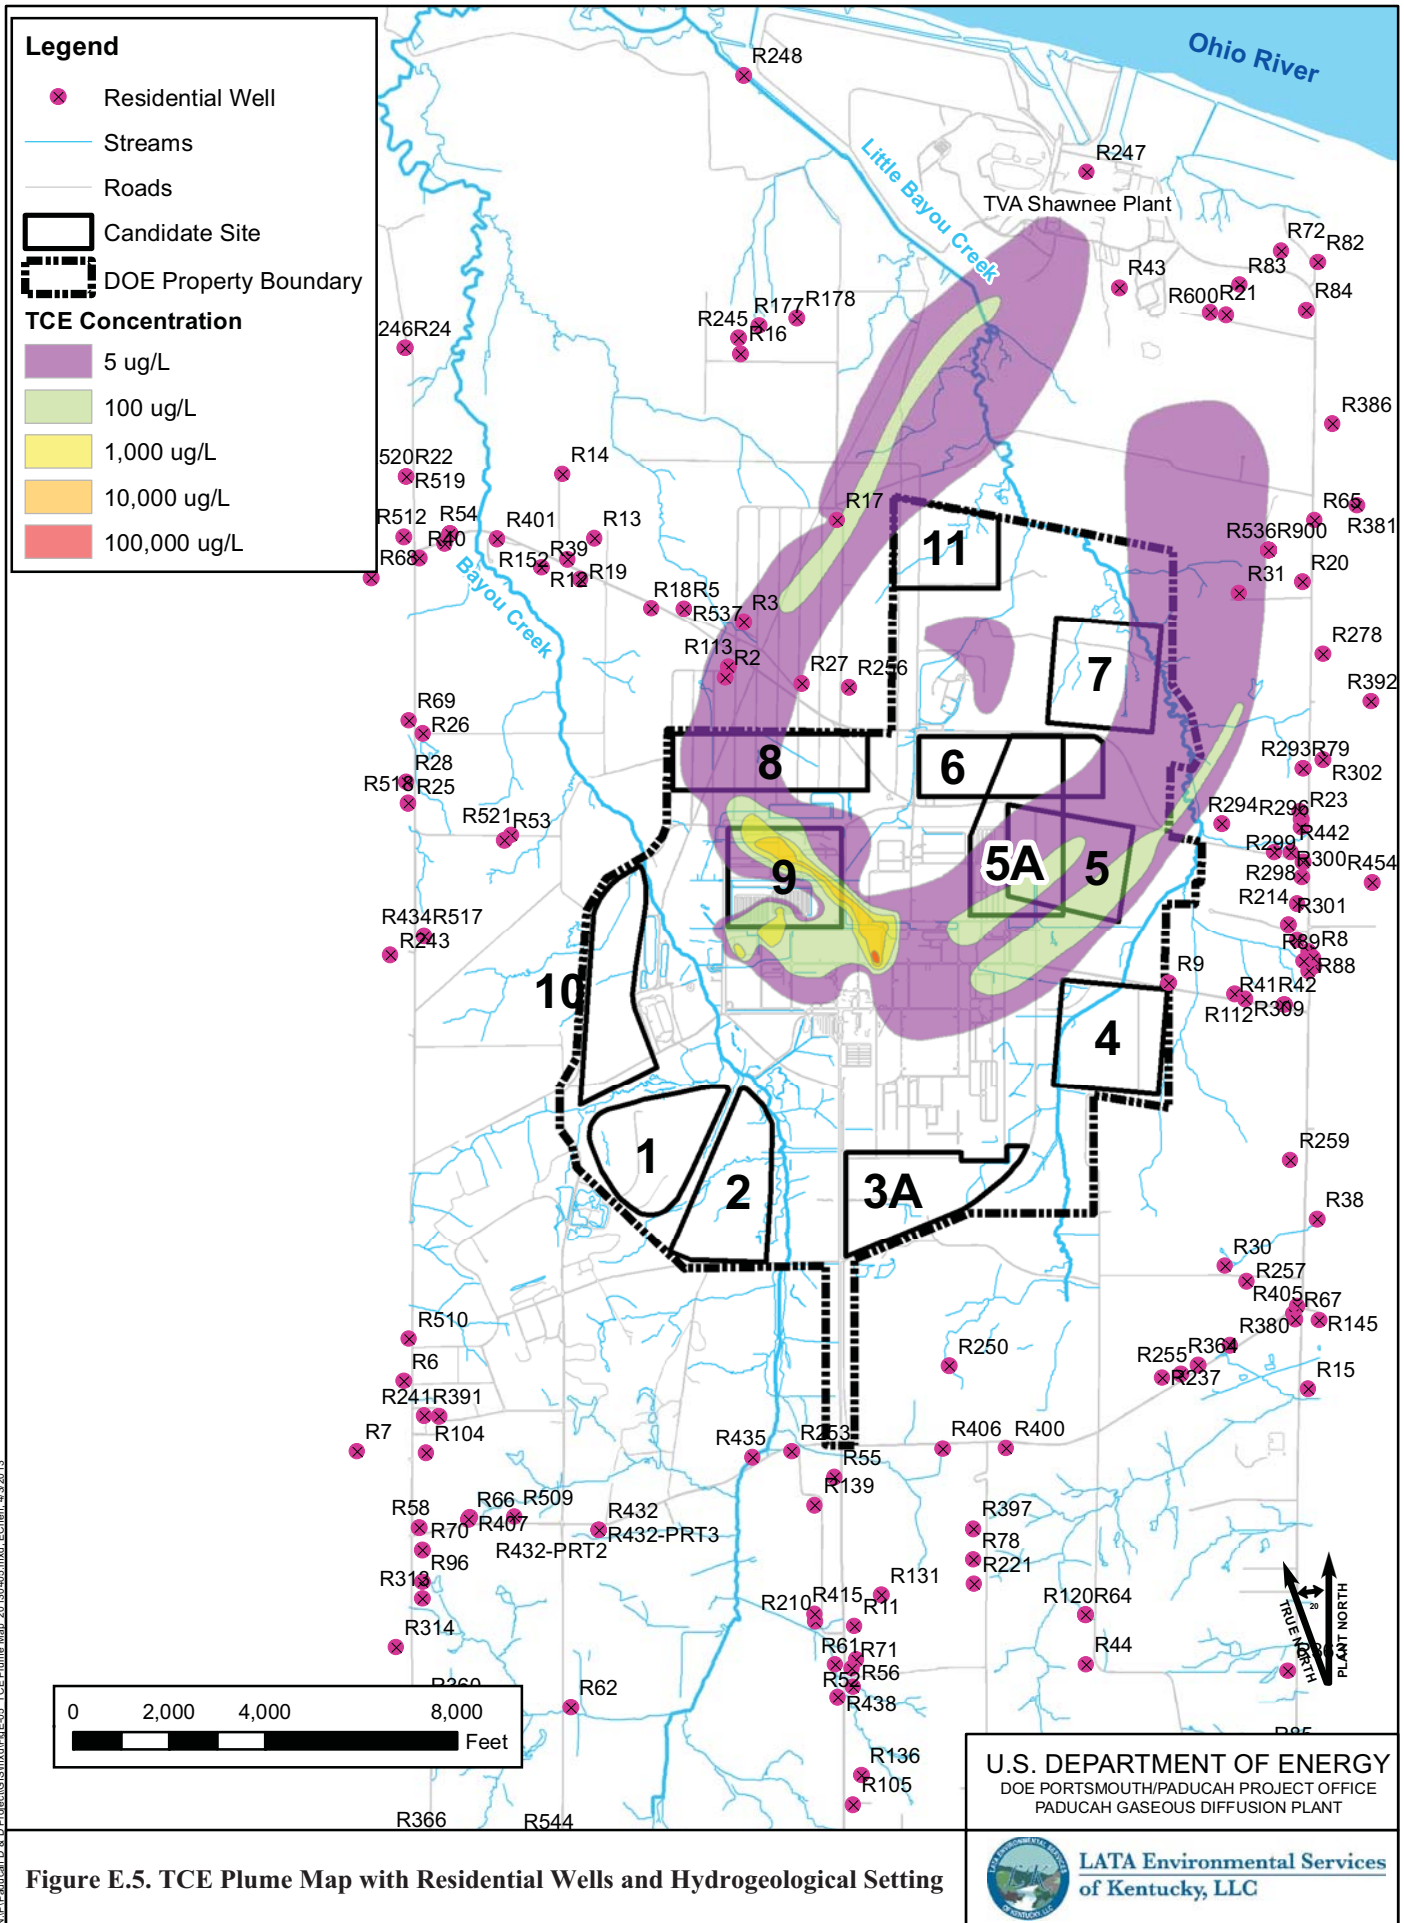 Legend
Residential Well
Streams
Roads
Candidate Site
DOE Property Boundary
TCE Concentration
5 ug/L
100 ug/L
1,000 ug/L
10,000 ug/L
100,000 ug/L
Ohio River
Little Bayou Creek
Bayou Creek
TVA Shawnee Plant
R248
R247
R72
R82
R43
R83
R600R21
R84
R177R178
R245
R16
246R24
R386
520R22
R519
R14
R17
R65
R381
R512
R54
R40
R401
R13
R536R900
R68
R152
R39
R12
R19
R20
R31
R18R5
R537
R3
R113
R2
R27
R256
R278
R392
R69
R26
R293R79
R302
R28
R518
R25
R521
R53
R294R296
R23
R442
R299
R300
R298
R454
R214
R301
R434R517
R243
R89
R8
R88
R9
R41R42
R112
R309
R259
R38
R30
R257
R405
R67
R380
R145
R510
R6
R241R391
R7
R104
R250
R255
R364
R237
R15
R435
R253
R406
R400
R55
R139
R58
R70
R66
R407
R509
R432
R432-PRT3
R432-PRT2
R96
R313
R314
R397
R78
R221
R131
R210
R415
R11
R120R64
R44
R61
R71
R52
R56
R438
R62
R136
R105
R366
R544
11
7
8
6
9
5A
5
10
4
1
2
3A
TRUE NORTH
20
PLANT NORTH
0
2,000
4,000
8,000
Feet
U.S. DEPARTMENT OF ENERGY
DOE PORTSMOUTH/PADUCAH PROJECT OFFICE
PADUCAH GASEOUS DIFFUSION PLANT
Figure E.5. TCE Plume Map with Residential Wells and Hydrogeological Setting
LATA Environmental Services
of Kentucky, LLC